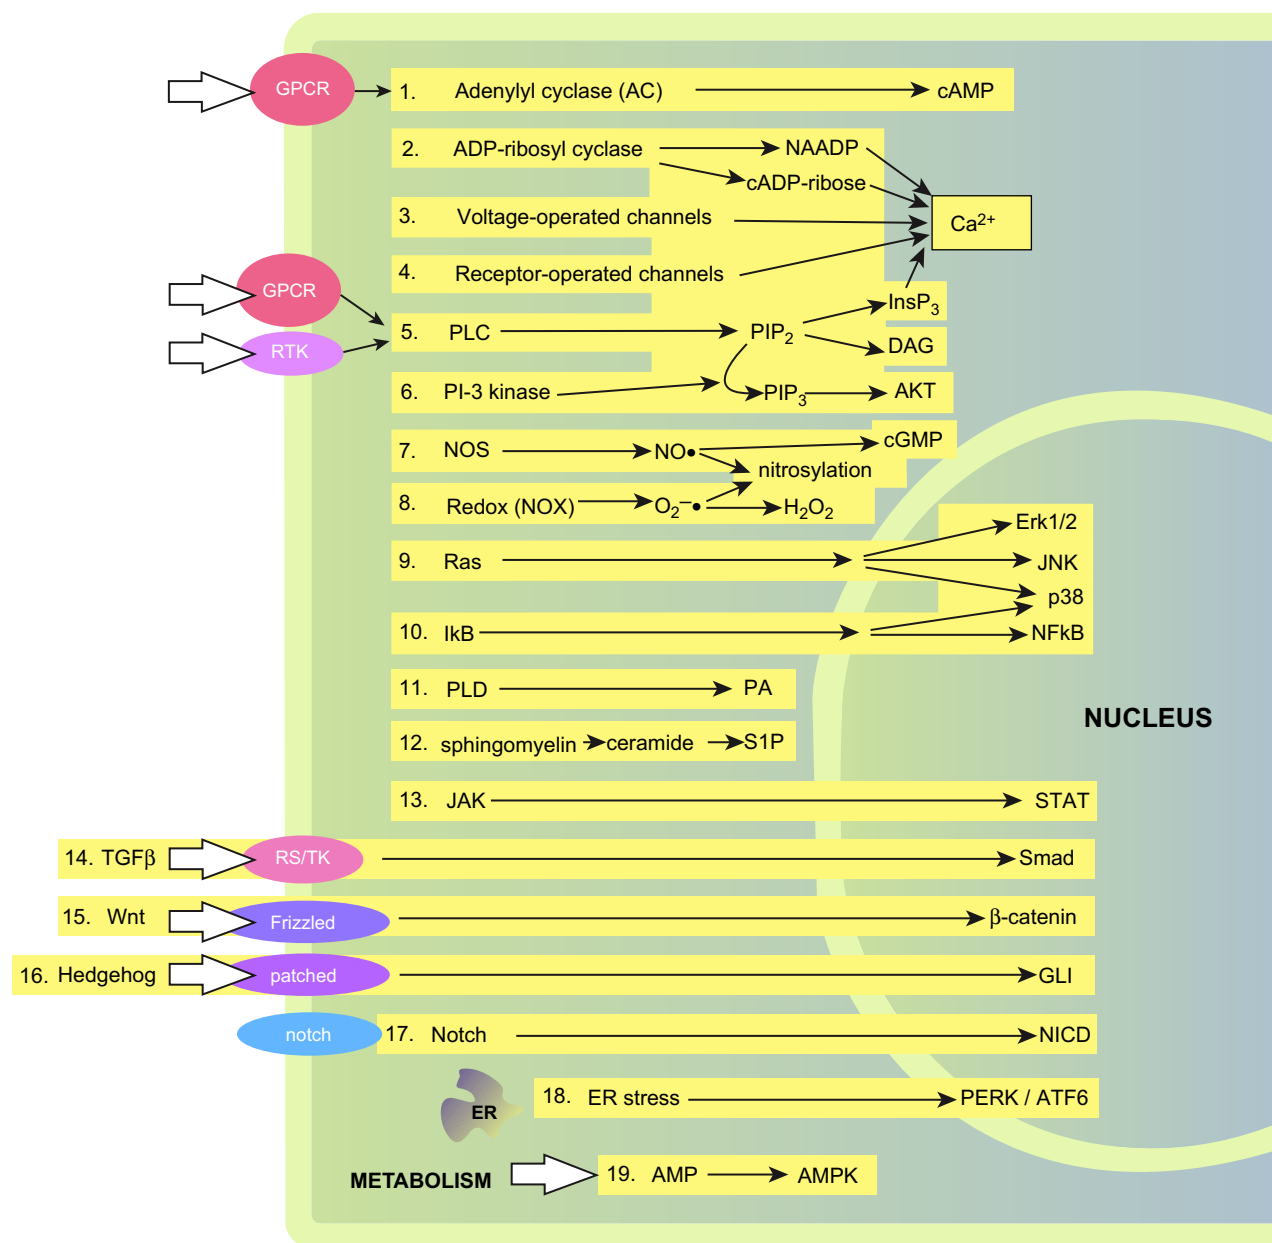 GPCR
1. Adenylyl cyclase (AC) cAMP
2. ADP-ribosyl cyclase NAADP
cADP-ribose
3. Voltage-operated channels
Ca²⁺
4. Receptor-operated channels
GPCR
InsP₃
5. PLC PIP₂
RTK
DAG
6. PI-3 kinase PIP₃ AKT
7. NOS NO• cGMP
nitrosylation
8. Redox (NOX) O₂⁻• H₂O₂
Erk1/2
9. Ras JNK
p38
10. IkB NFkB
11. PLD PA
NUCLEUS
12. sphingomyelin ceramide S1P
13. JAK STAT
14. TGFβ RS/TK Smad
15. Wnt Frizzled β-catenin
16. Hedgehog patched GLI
notch 17. Notch NICD
18. ER stress PERK / ATF6
ER
METABOLISM 19. AMP AMPK